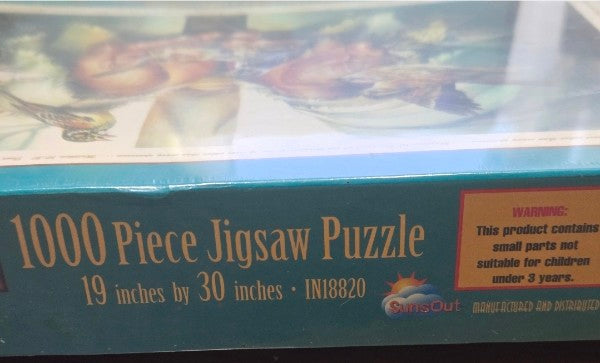 1000 Piece Jigsaw Puzzle
19 inches by 30 inches · IN18820
SunsOut
WARNING:
This product contains
small parts not
suitable for children
under 3 years.
MANUFACTURED AND DISTRIBUTED